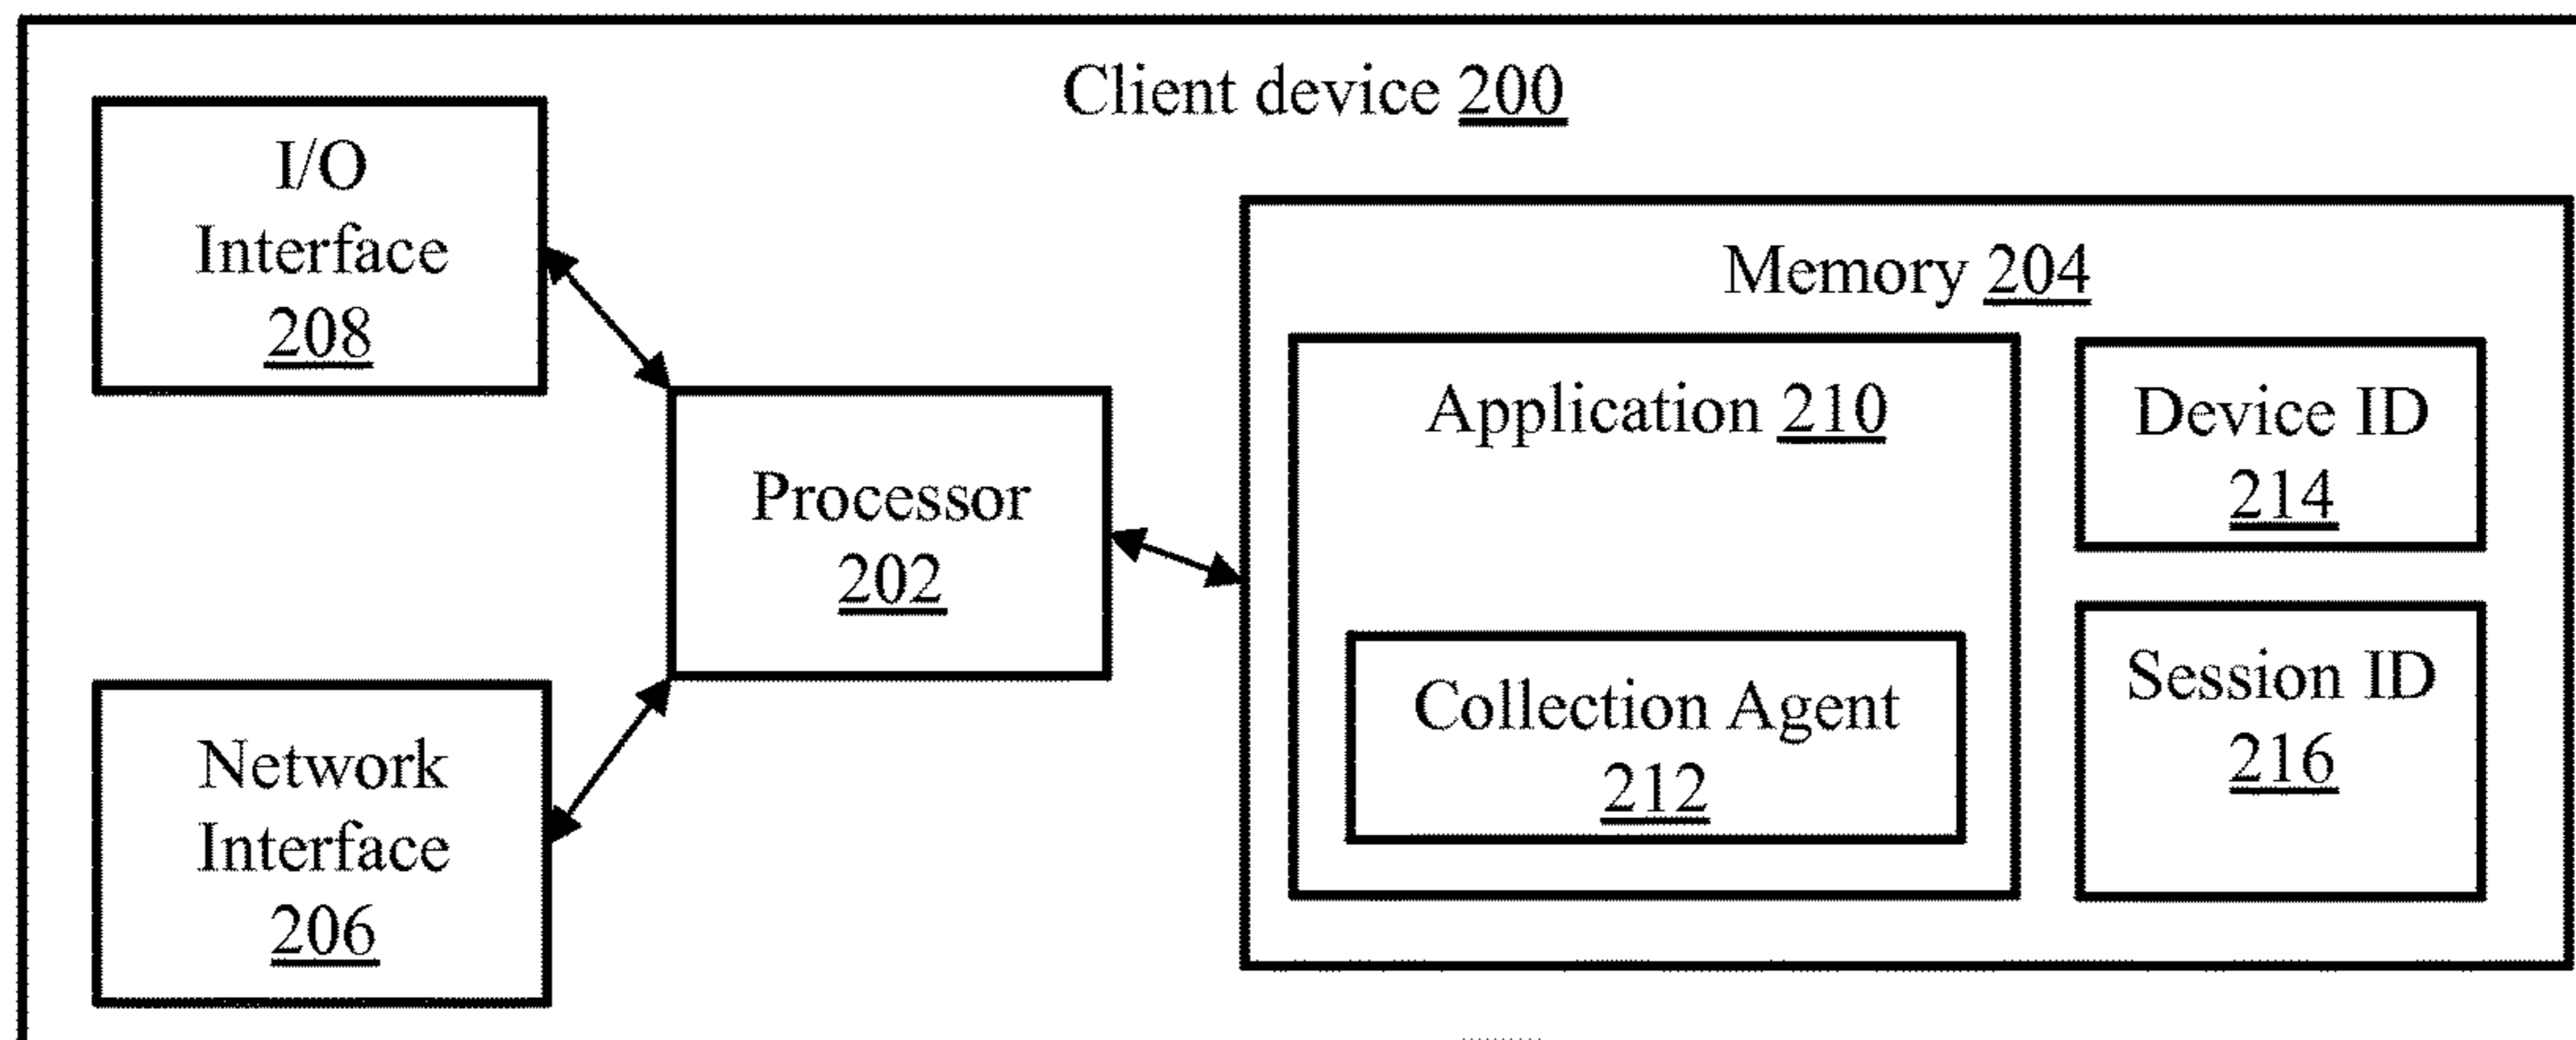 Client device 200
I/O
Interface
208
Memory 204
Application 210
Device ID
214
Processor
202
Collection Agent
212
Session ID
216
Network
Interface
206